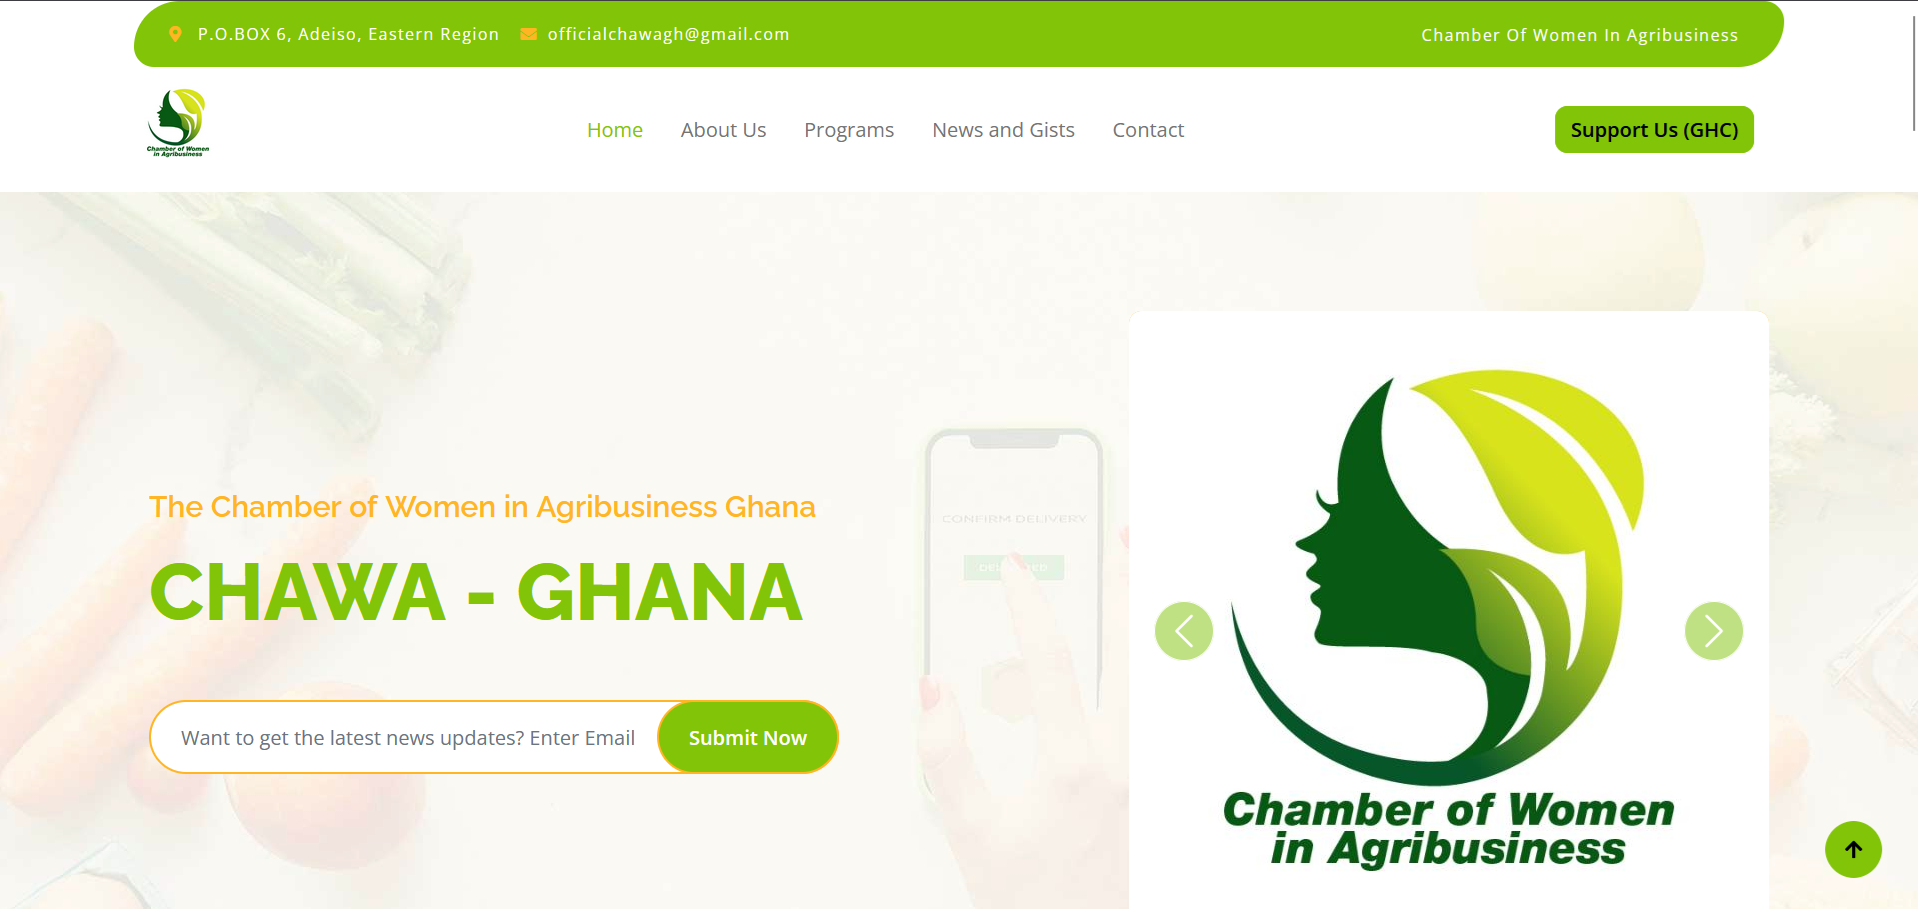 P.O.BOX 6, Adeiso, Eastern Region officialchawagh@gmail.com Chamber Of Women In Agribusiness
Chamber of Women
in Agribusiness
Home About Us Programs News and Gists Contact Support Us (GHC)
The Chamber of Women in Agribusiness Ghana
CHAWA - GHANA
Want to get the latest news updates? Enter Email Submit Now
CONFIRM DELIVERY
Chamber of Women
in Agribusiness